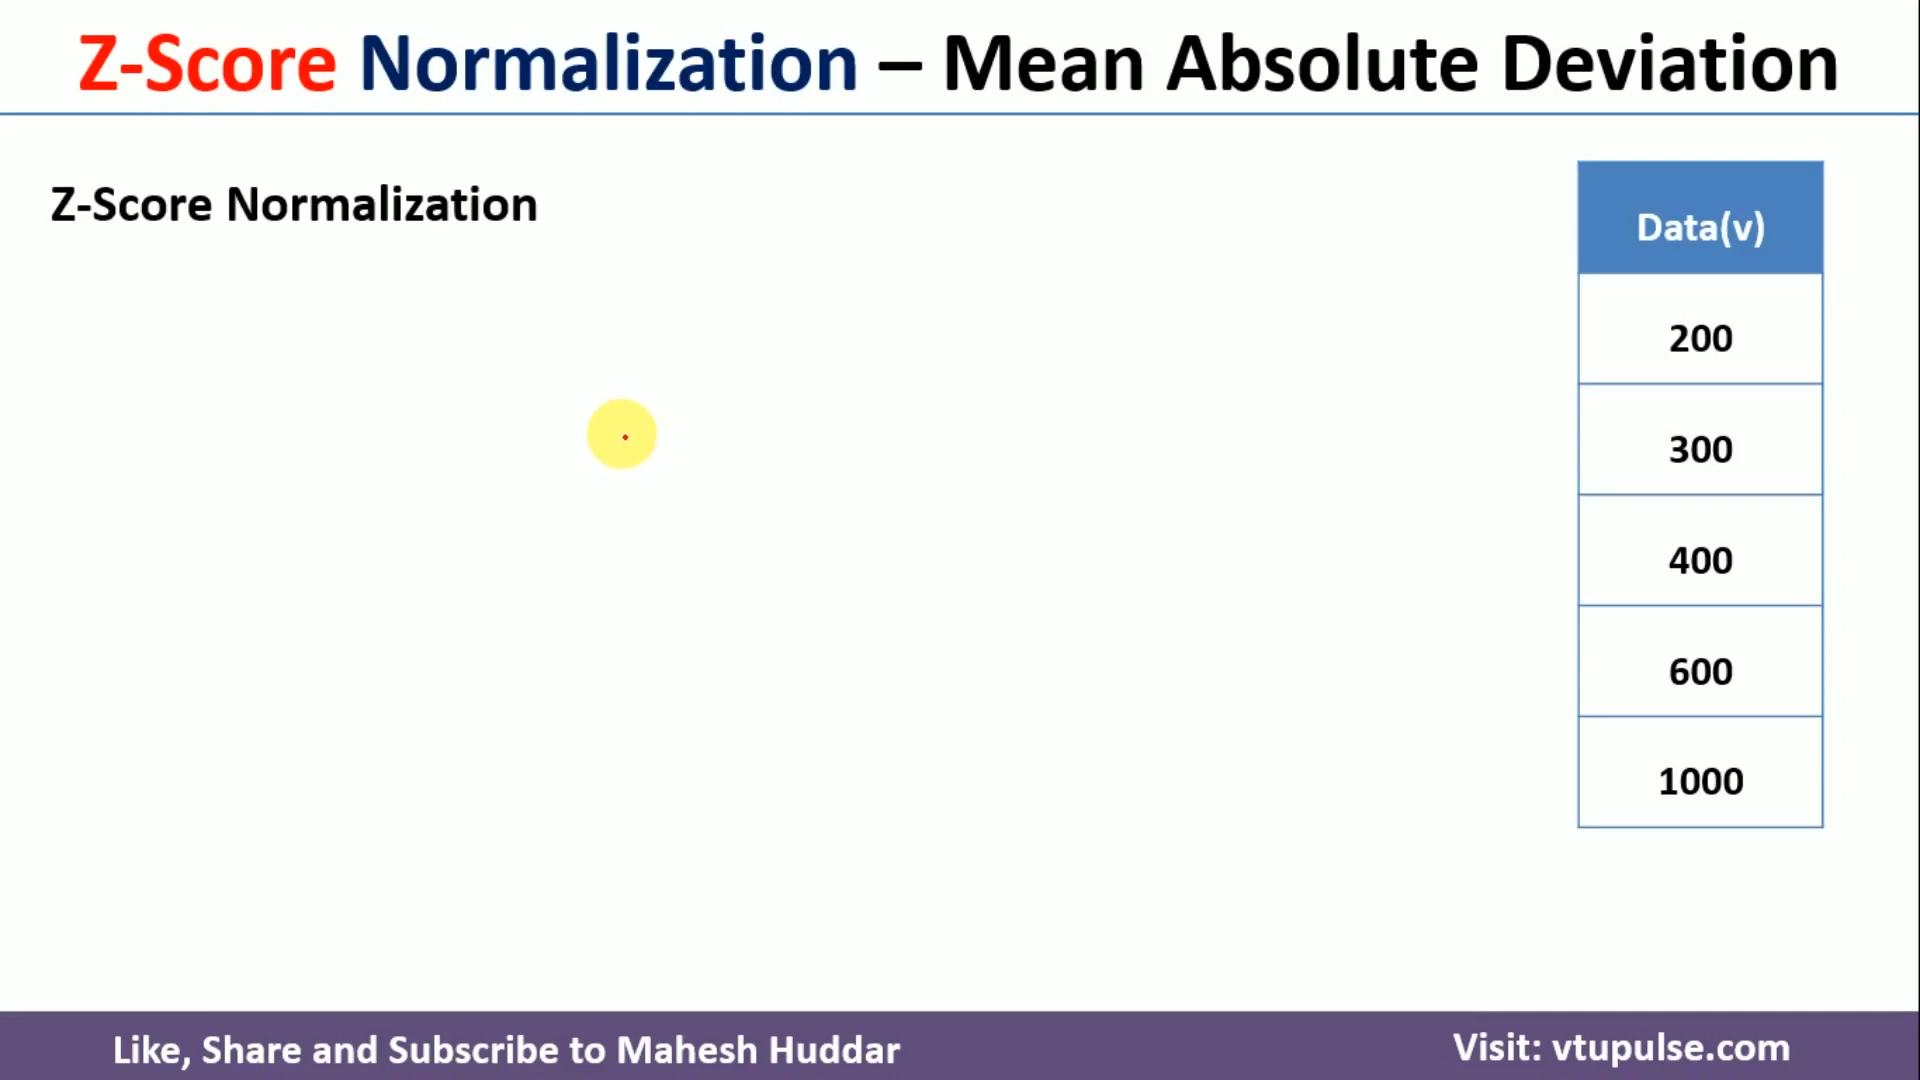 Z-Score Normalization – Mean Absolute Deviation
Z-Score Normalization
Data(v)
200
300
400
600
1000
Like, Share and Subscribe to Mahesh Huddar
Visit: vtupulse.com